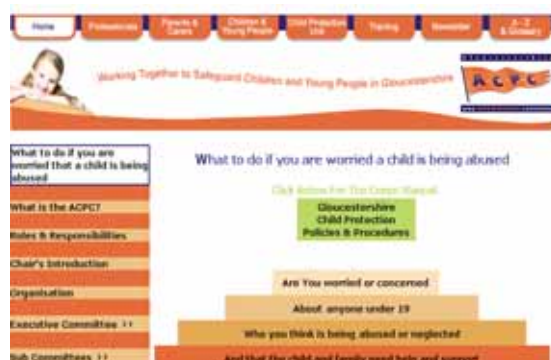 Home
Professionals
Parents &
Carers
Children &
Young People
Child Protection
Unit
Training
Newsletter
A - Z
& Glossary
Working Together to Safeguard Children and Young People in Gloucestershire
ACPC
What to do if you are
worried that a child is being
abused
What is the ACPC?
Roles & Responsibilities
Chair's Introduction
Organisation
Executive Committee >>
Sub Committees >>
What to do if you are worried a child is being abused
Click Below For The
Manual
Gloucestershire
Child Protection
Policies & Procedures
Are You worried or concerned
About anyone under 19
Who you think is being abused or neglected
And that the child and family need help and support